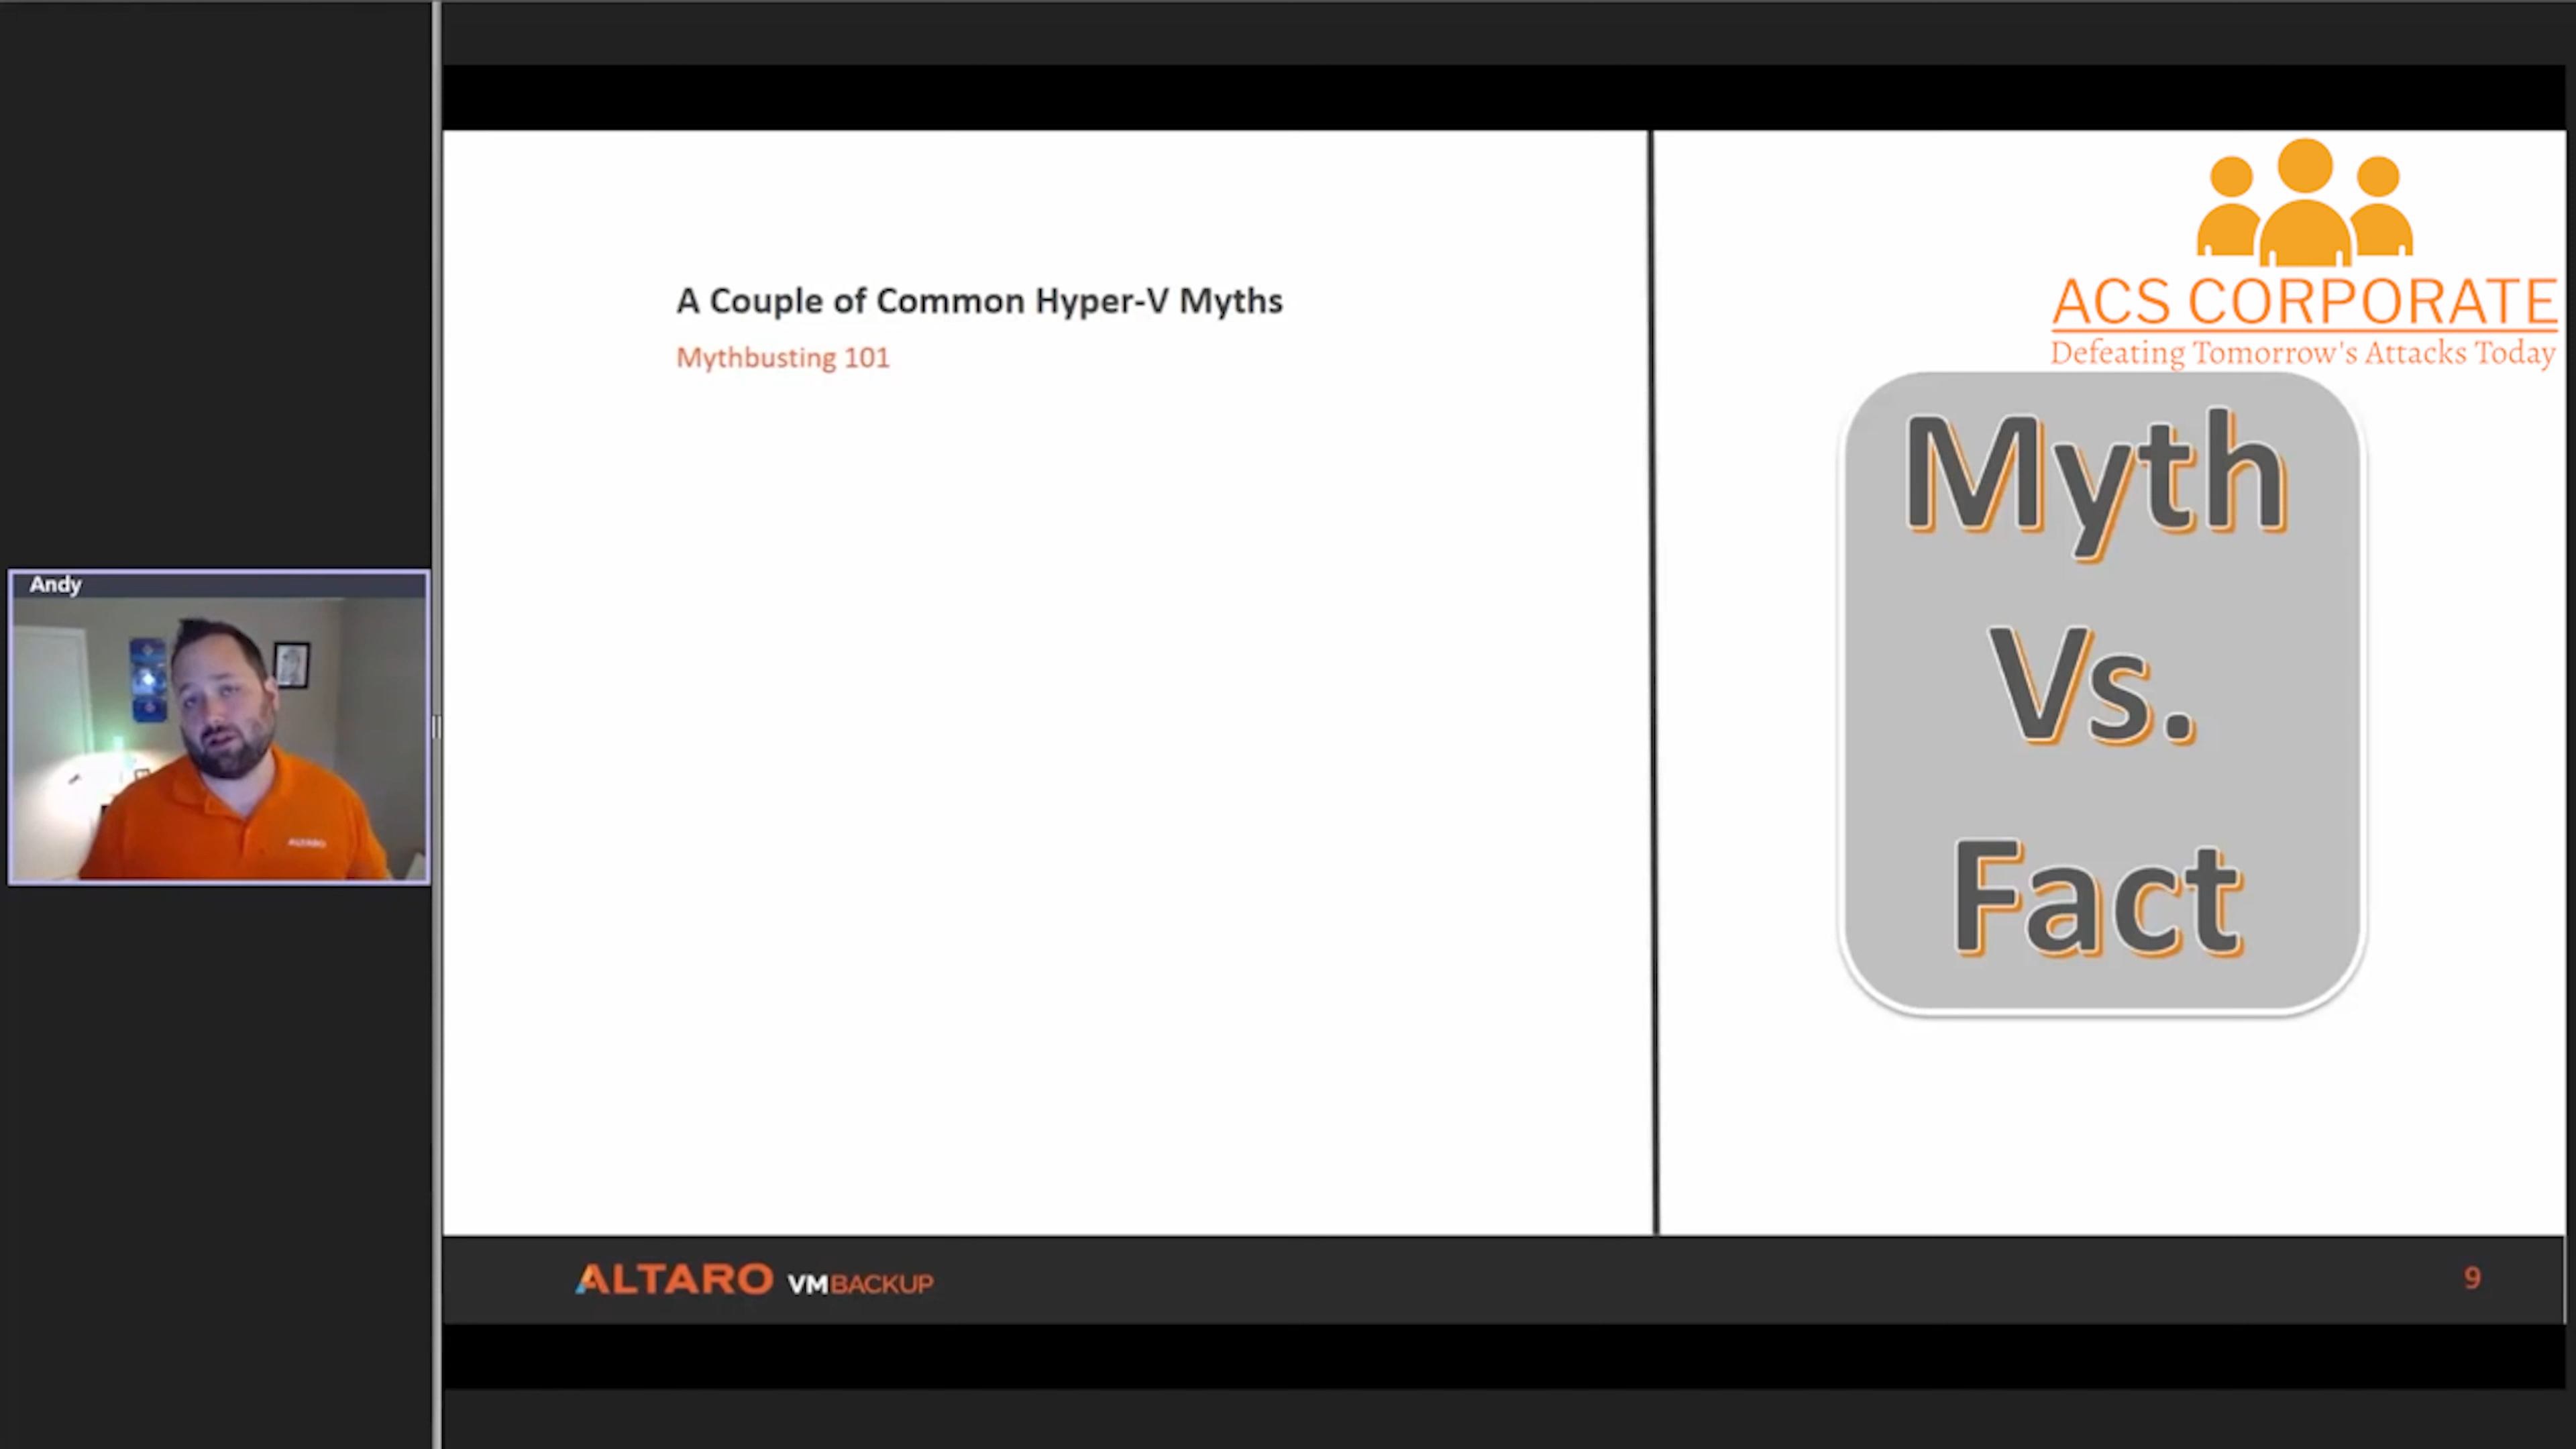 Andy
ALTARO
A Couple of Common Hyper-V Myths
Mythbusting 101
ACS CORPORATE
Defeating Tomorrow's Attacks Today
Myth
Vs.
Fact
ALTARO VMBACKUP
9